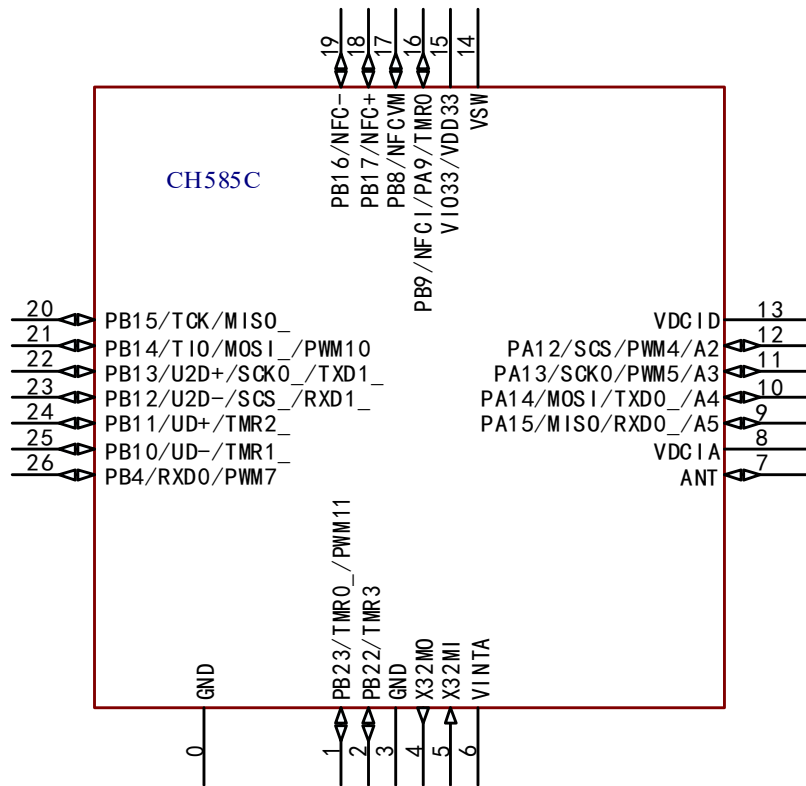 19
18
17
16
15
14
PB16/NFC-
PB17/NFC+
PB8/NFCVM
PB9/NFCI/PA9/TMR0
VIO33/VDD33
VSW
CH585C
20
PB15/TCK/MISO_
21
PB14/TIO/MOSI_/PWM10
22
PB13/U2D+/SCK0_/TXD1_
23
PB12/U2D-/SCS_/RXD1_
24
PB11/UD+/TMR2_
25
PB10/UD-/TMR1_
26
PB4/RXD0/PWM7
VDCID
13
PA12/SCS/PWM4/A2
12
PA13/SCK0/PWM5/A3
11
PA14/MOSI/TXD0_/A4
10
PA15/MISO/RXD0_/A5
9
VDCIA
8
ANT
7
GND
PB23/TMR0_/PWM11
PB22/TMR3
GND
X32MO
X32MI
VINTA
0
1
2
3
4
5
6